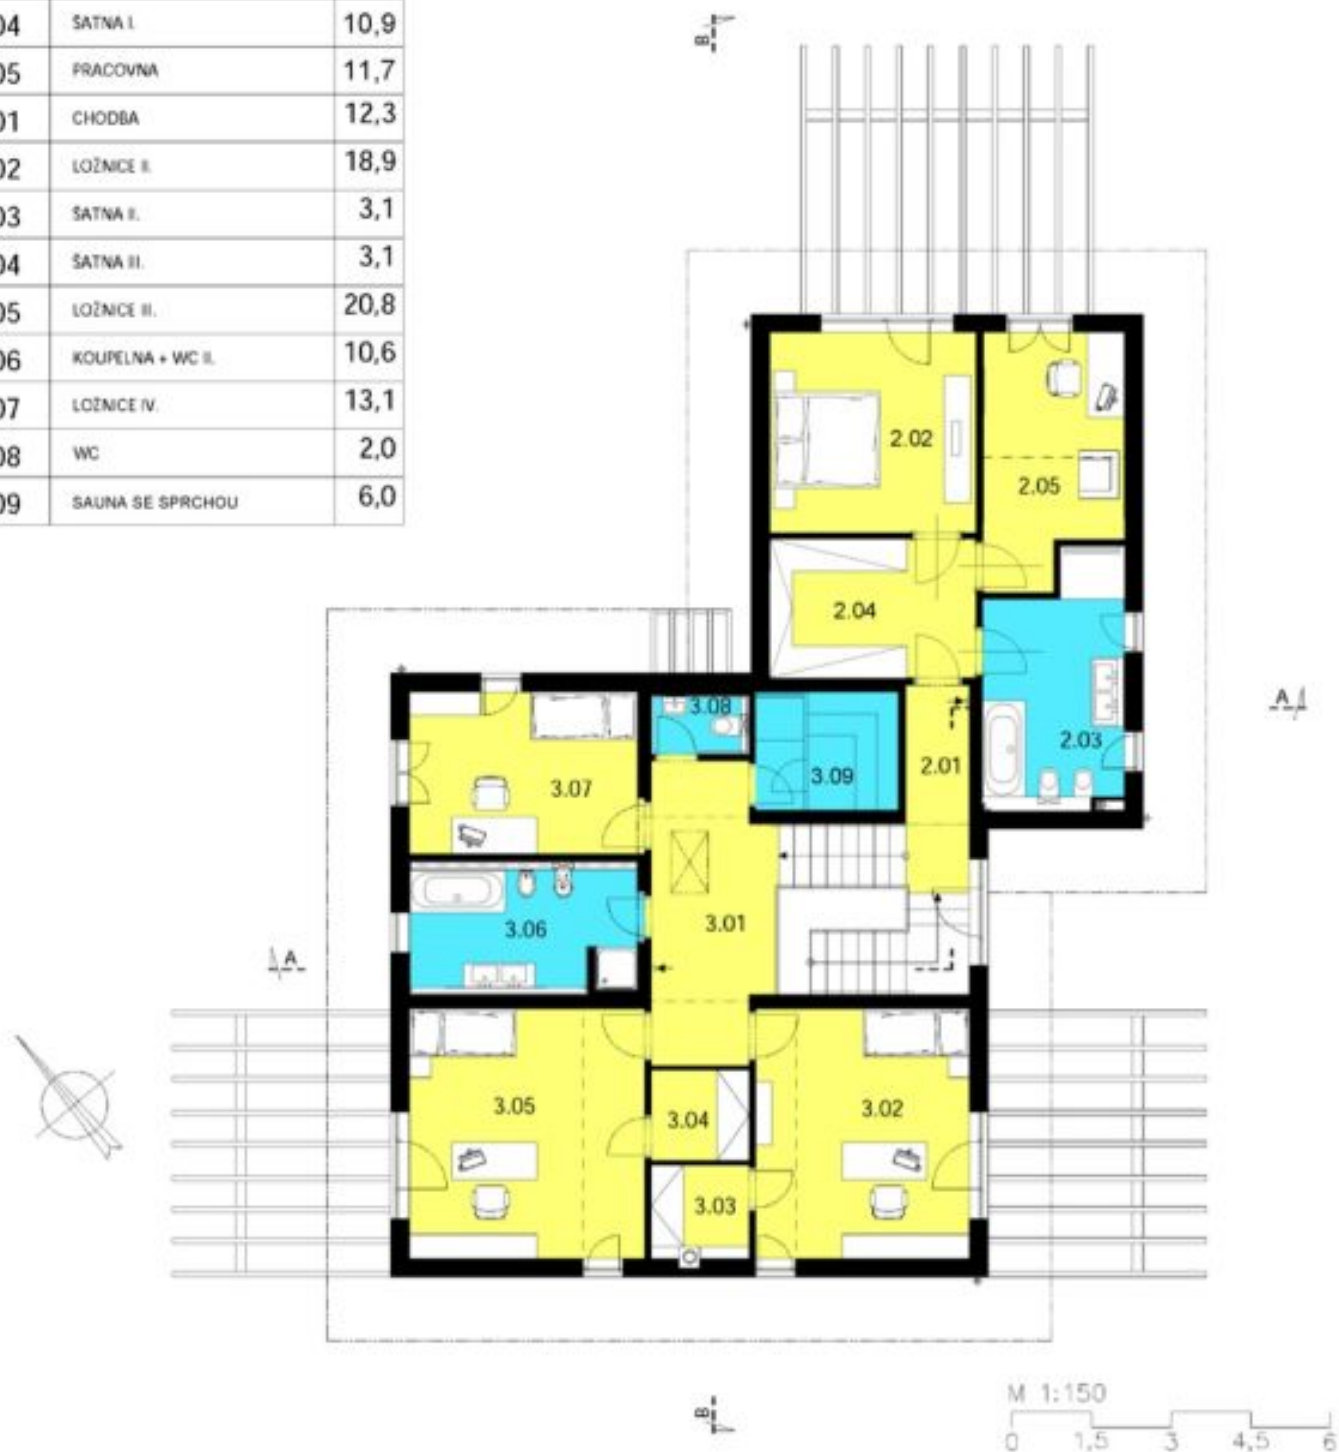 04 ŠATNA I. 10,9
05 PRACOVNA 11,7
01 CHODBA 12,3
02 LOŽNICE II. 18,9
03 ŠATNA II. 3,1
04 ŠATNA III. 3,1
05 LOŽNICE III. 20,8
06 KOUPELNA + WC II. 10,6
07 LOŽNICE IV. 13,1
08 WC 2,0
09 SAUNA SE SPRCHOU 6,0
B
2.02
2.05
2.04
A
3.08
2.03
2.01
3.09
3.07
3.01
3.06
A
3.05
3.02
3.04
3.03
B
M 1:150
0 1,5 3 4,5 6